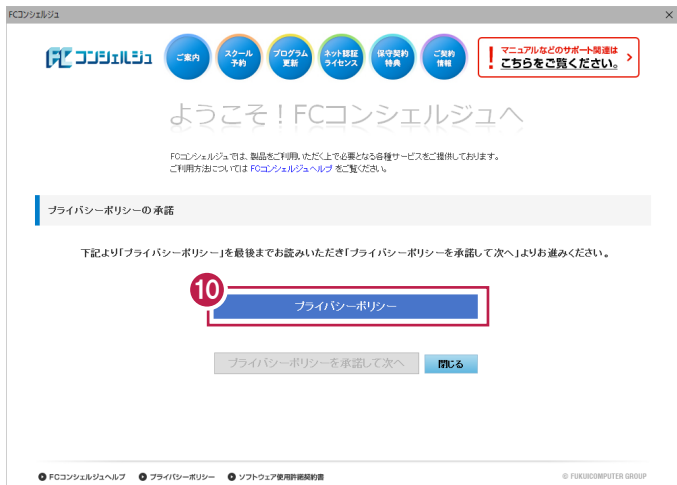 FCコンシェルジュ
FC コンシェルジュ
ご案内
スクール
予約
プログラム
更新
ネット認証
ライセンス
保守契約
特典
ご契約
情報
マニュアルなどのサポート関連は
こちらをご覧ください。
ようこそ！FCコンシェルジュへ
FCコンシェルジュでは、製品をご利用いただく上で必要となる各種サービスをご提供しております。
ご利用方法については FCコンシェルジュヘルプ をご覧ください。
プライバシーポリシーの承諾
下記より「プライバシーポリシー」を最後までお読みいただき「プライバシーポリシーを承諾して次へ」よりお進みください。
10
プライバシーポリシー
プライバシーポリシーを承諾して次へ 閉じる
FCコンシェルジュヘルプ プライバシーポリシー ソフトウェア使用許諾契約書 © FUKUICOMPUTER GROUP